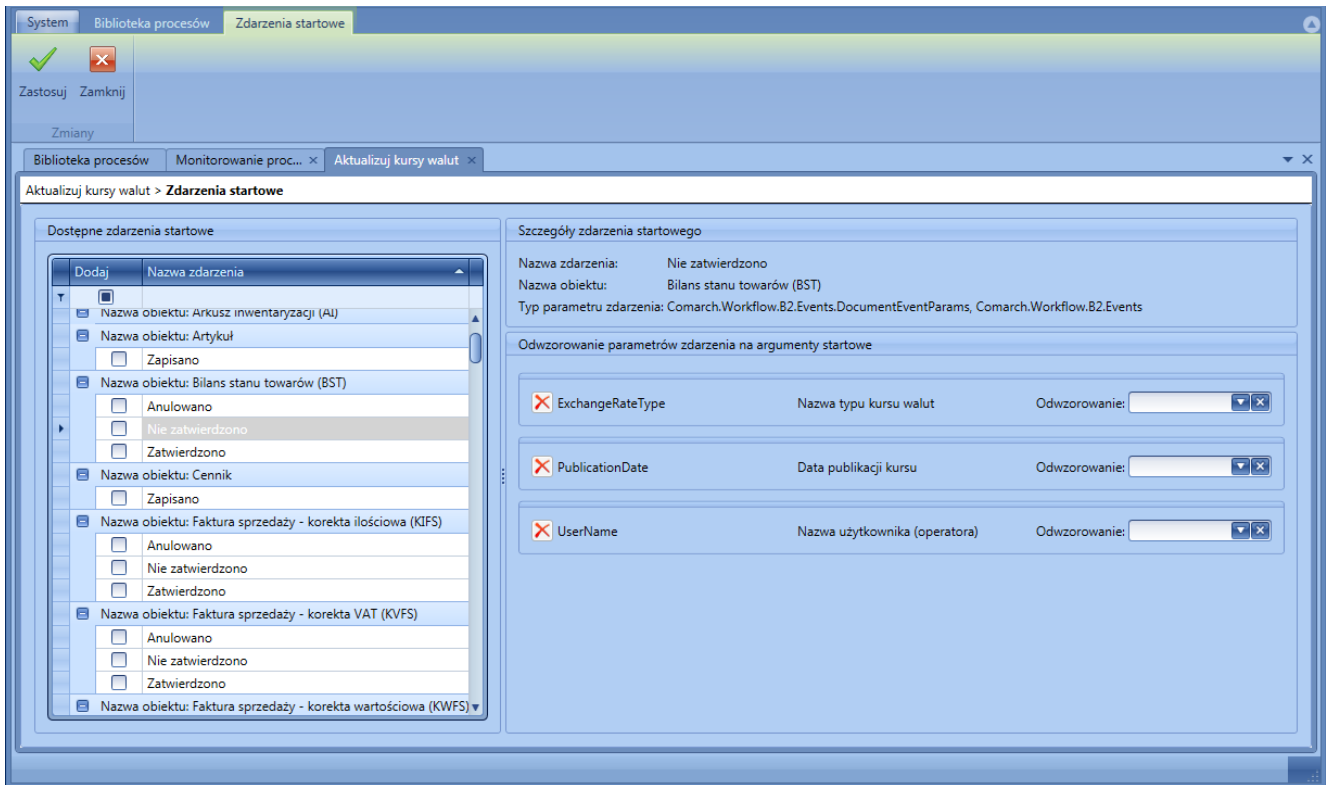 System Biblioteka procesów Zdarzenia startowe
Zastosuj Zamknij
Zmiany
Biblioteka procesów Monitorowanie proc... Aktualizuj kursy walut
Aktualizuj kursy walut > Zdarzenia startowe
Dostępne zdarzenia startowe
Dodaj Nazwa zdarzenia
Nazwa obiektu: Arkusz inwentaryzacji (AI)
Nazwa obiektu: Artykuł
Zapisano
Nazwa obiektu: Bilans stanu towarów (BST)
Anulowano
Nie zatwierdzono
Zatwierdzono
Nazwa obiektu: Cennik
Zapisano
Nazwa obiektu: Faktura sprzedaży - korekta ilościowa (KIFS)
Anulowano
Nie zatwierdzono
Zatwierdzono
Nazwa obiektu: Faktura sprzedaży - korekta VAT (KVFS)
Anulowano
Nie zatwierdzono
Zatwierdzono
Nazwa obiektu: Faktura sprzedaży - korekta wartościowa (KWFS)
Szczegóły zdarzenia startowego
Nazwa zdarzenia: Nie zatwierdzono
Nazwa obiektu: Bilans stanu towarów (BST)
Typ parametru zdarzenia: Comarch.Workflow.B2.Events.DocumentEventParams, Comarch.Workflow.B2.Events
Odwzorowanie parametrów zdarzenia na argumenty startowe
ExchangeRateType Nazwa typu kursu walut Odwzorowanie:
PublicationDate Data publikacji kursu Odwzorowanie:
UserName Nazwa użytkownika (operatora) Odwzorowanie: